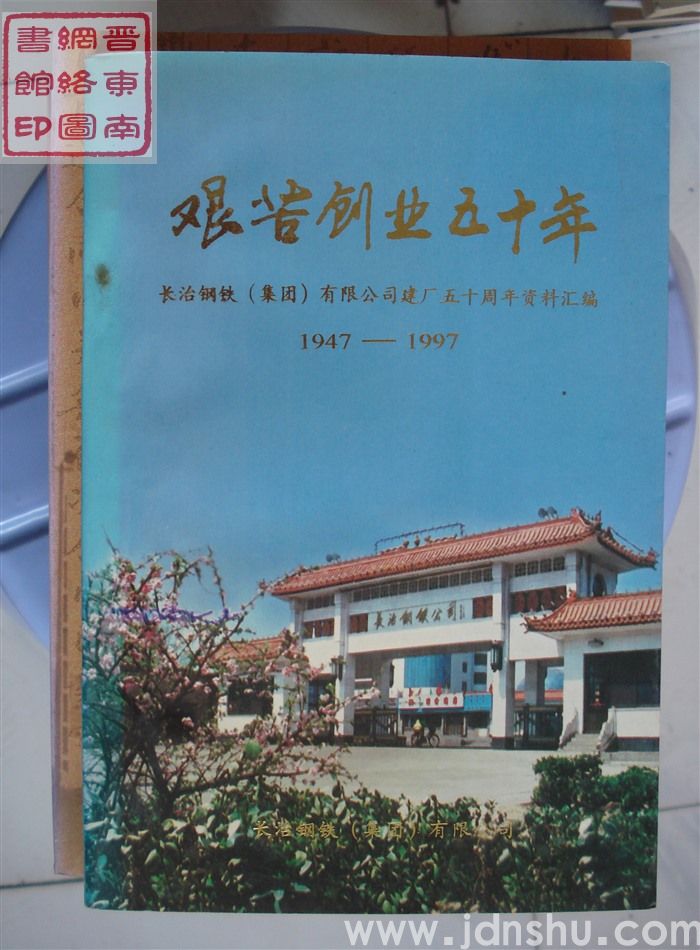 晋东南
網络圖
書館印
艰苦创业五十年
长治钢铁（集团）有限公司建厂五十周年资料汇编
1947 — 1997
长治钢铁公司
长治钢铁（集团）有限公司
www.jdnshu.com